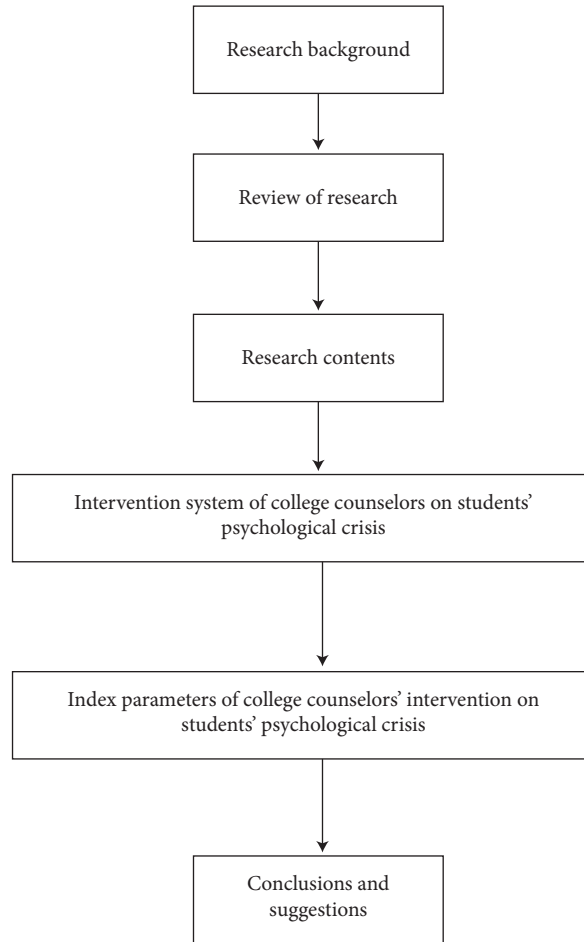 Research background
Review of research
Research contents
Intervention system of college counselors on students’
psychological crisis
Index parameters of college counselors’ intervention on
students’ psychological crisis
Conclusions and
suggestions